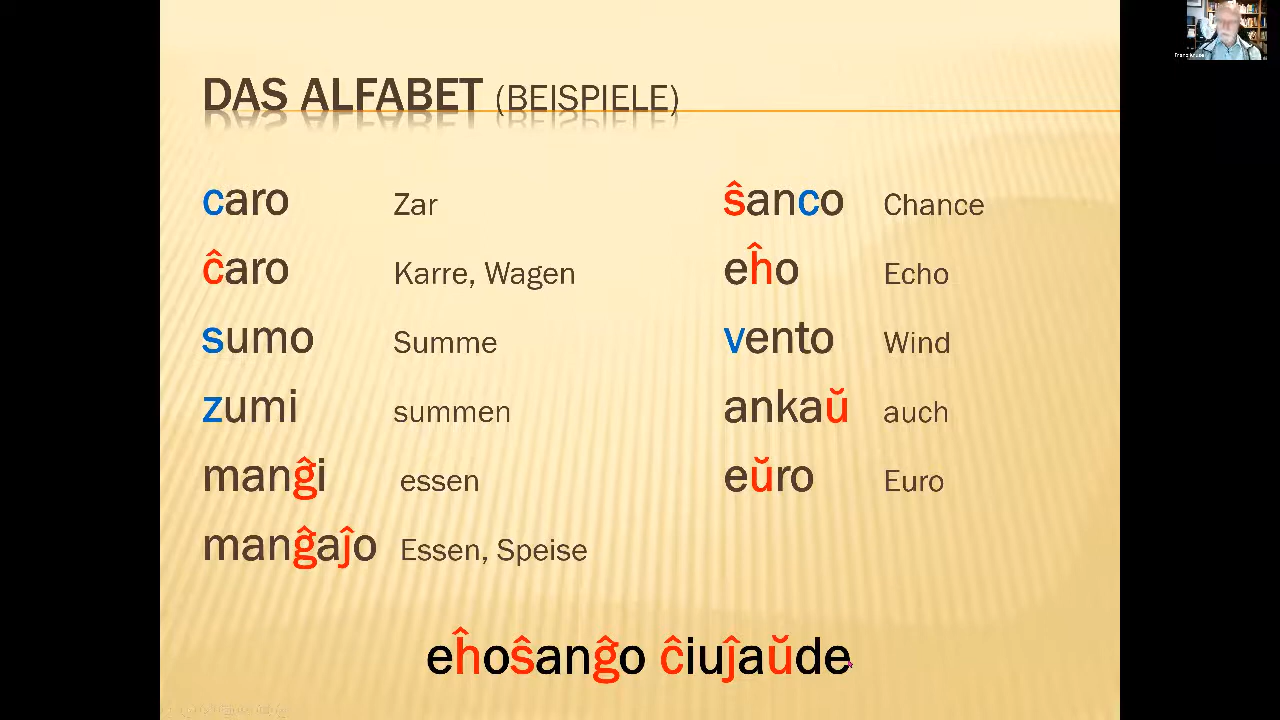 DAS ALFABET (BEISPIELE)
caro Zar
ĉaro Karre, Wagen
sumo Summe
zumi summen
manĝi essen
manĝaĵo Essen, Speise
ŝanco Chance
eĥo Echo
vento Wind
ankaŭ auch
eŭro Euro
eĥoŝanĝo ĉiuĵaŭde